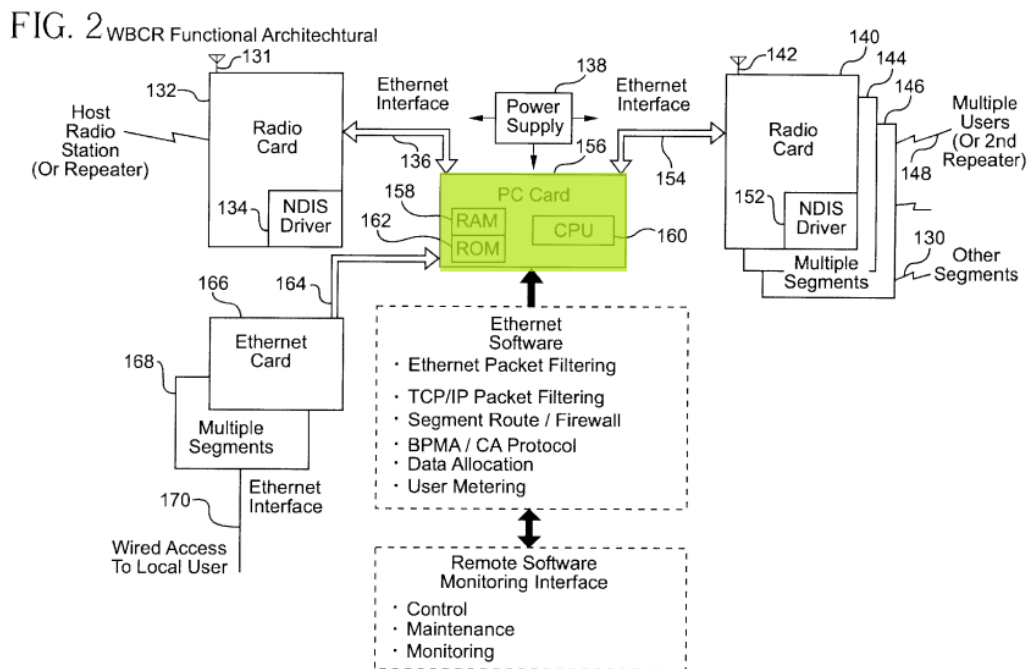 FIG. 2 WBCR Functional Architechtural
131
132
Host
Radio
Station
(Or Repeater)
Radio
Card
134
NDIS
Driver
Ethernet
Interface
136
138
Power
Supply
Ethernet
Interface
154
156
PC Card
158
RAM
162
ROM
CPU
160
142
140
144
146
Radio
Card
152
NDIS
Driver
Multiple
Segments
Multiple
Users
(Or 2nd
Repeater)
148
130
Other
Segments
164
166
Ethernet
Card
168
Multiple
Segments
170
Ethernet
Interface
Wired Access
To Local User
Ethernet
Software
· Ethernet Packet Filtering
· TCP/IP Packet Filtering
· Segment Route / Firewall
· BPMA / CA Protocol
· Data Allocation
· User Metering
Remote Software
Monitoring Interface
· Control
· Maintenance
· Monitoring